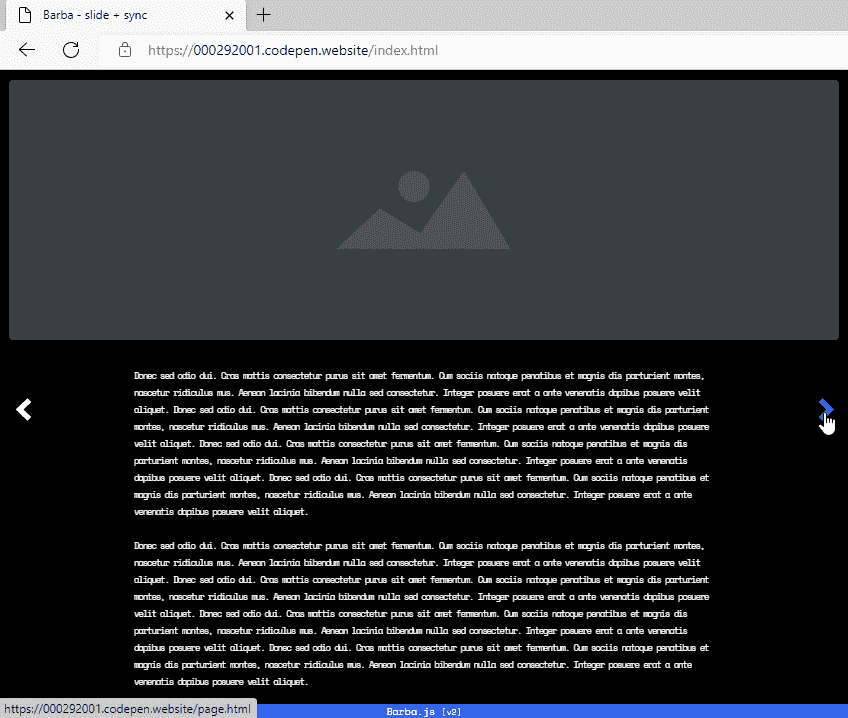 Barba - slide + sync
https://000292001.codepen.website/index.html
Donec sed odio dui. Cras mattis consectetur purus sit amet fermentum. Cum sociis natoque penatibus et magnis dis parturient montes,
nascetur ridiculus mus. Aenean lacinia bibendum nulla sed consectetur. Integer posuere erat a ante venenatis dapibus posuere velit
aliquet. Donec sed odio dui. Cras mattis consectetur purus sit amet fermentum. Cum sociis natoque penatibus et magnis dis parturient
montes, nascetur ridiculus mus. Aenean lacinia bibendum nulla sed consectetur. Integer posuere erat a ante venenatis dapibus posuere
velit aliquet. Donec sed odio dui. Cras mattis consectetur purus sit amet fermentum. Cum sociis natoque penatibus et magnis dis
parturient montes, nascetur ridiculus mus. Aenean lacinia bibendum nulla sed consectetur. Integer posuere erat a ante venenatis
dapibus posuere velit aliquet. Donec sed odio dui. Cras mattis consectetur purus sit amet fermentum. Cum sociis natoque penatibus et
magnis dis parturient montes, nascetur ridiculus mus. Aenean lacinia bibendum nulla sed consectetur. Integer posuere erat a ante
venenatis dapibus posuere velit aliquet.
Donec sed odio dui. Cras mattis consectetur purus sit amet fermentum. Cum sociis natoque penatibus et magnis dis parturient montes,
nascetur ridiculus mus. Aenean lacinia bibendum nulla sed consectetur. Integer posuere erat a ante venenatis dapibus posuere velit
aliquet. Donec sed odio dui. Cras mattis consectetur purus sit amet fermentum. Cum sociis natoque penatibus et magnis dis parturient
montes, nascetur ridiculus mus. Aenean lacinia bibendum nulla sed consectetur. Integer posuere erat a ante venenatis dapibus posuere
velit aliquet. Donec sed odio dui. Cras mattis consectetur purus sit amet fermentum. Cum sociis natoque penatibus et magnis dis
parturient montes, nascetur ridiculus mus. Aenean lacinia bibendum nulla sed consectetur. Integer posuere erat a ante venenatis
dapibus posuere velit aliquet. Donec sed odio dui. Cras mattis consectetur purus sit amet fermentum. Cum sociis natoque penatibus et
magnis dis parturient montes, nascetur ridiculus mus. Aenean lacinia bibendum nulla sed consectetur. Integer posuere erat a ante
venenatis dapibus posuere velit aliquet.
https://000292001.codepen.website/page.html
Barba.js [v2]